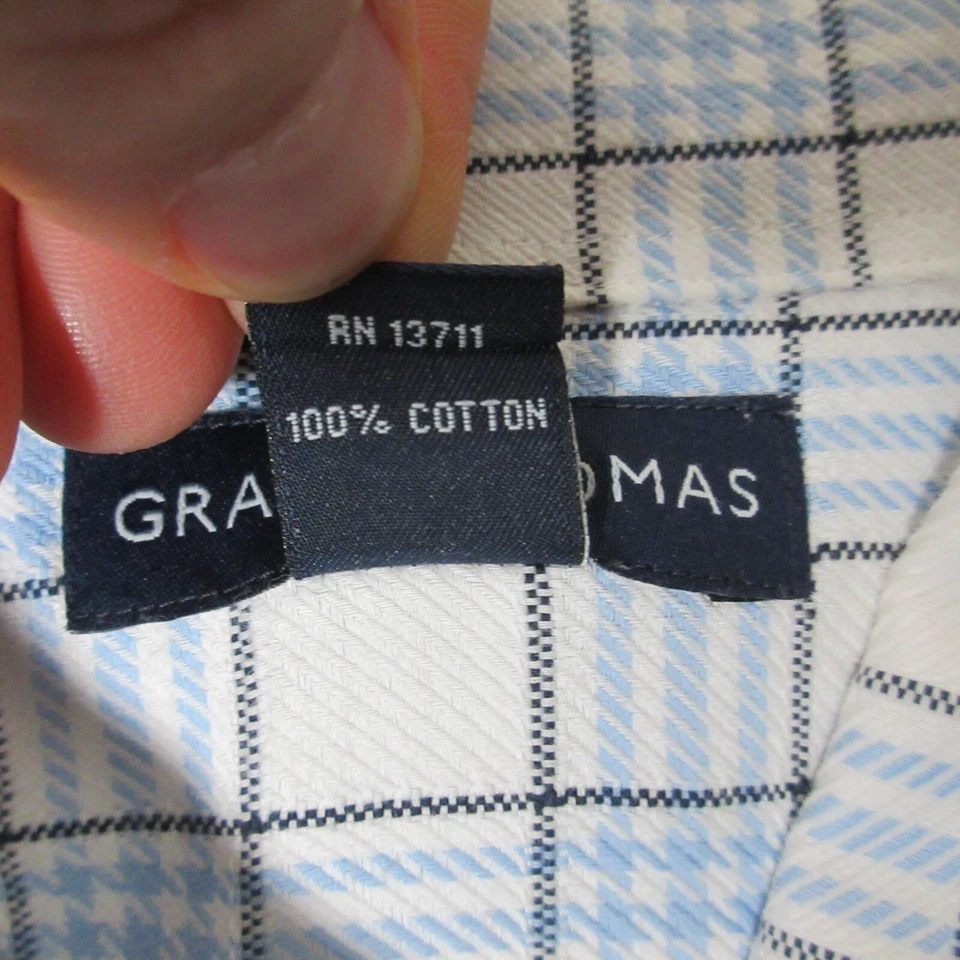 RN 13711
100% COTTON
GRA OMAS